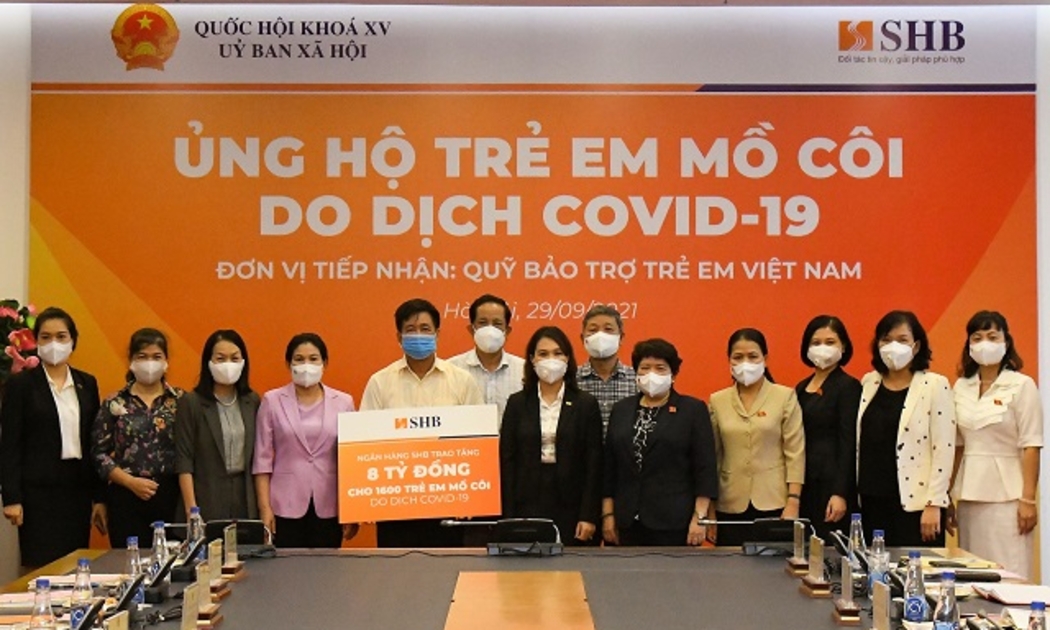 QUỐC HỘI KHOÁ XV
UỶ BAN XÃ HỘI
SHB
Đối tác tin cậy, giải pháp phù hợp
ỦNG HỘ TRẺ EM MỒ CÔI
DO DỊCH COVID-19
ĐƠN VỊ TIẾP NHẬN: QUỸ BẢO TRỢ TRẺ EM VIỆT NAM
Hà Nội, 29/09/2021
SHB
NGÂN HÀNG SHB TRAO TẶNG
8 TỶ ĐỒNG
CHO 1600 TRẺ EM MỒ CÔI
DO DỊCH COVID-19